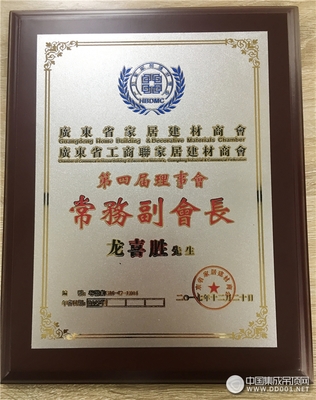 HBDMC
廣東省家居建材商會
Guangdong Home Building &Decorative Materials Chamber
廣東省工商聯家居建材商會
第四届理事會
常務副會長
龙喜胜先生
二〇一七年十二月二十日
中国集成吊顶网
WWW.DD001.NET